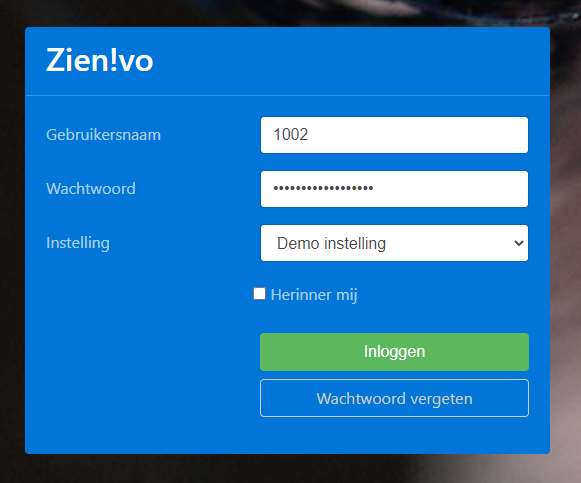 Zien!vo
Gebruikersnaam 1002
Wachtwoord ••••••••••••••••••
Instelling Demo instelling
Herinner mij
Inloggen
Wachtwoord vergeten